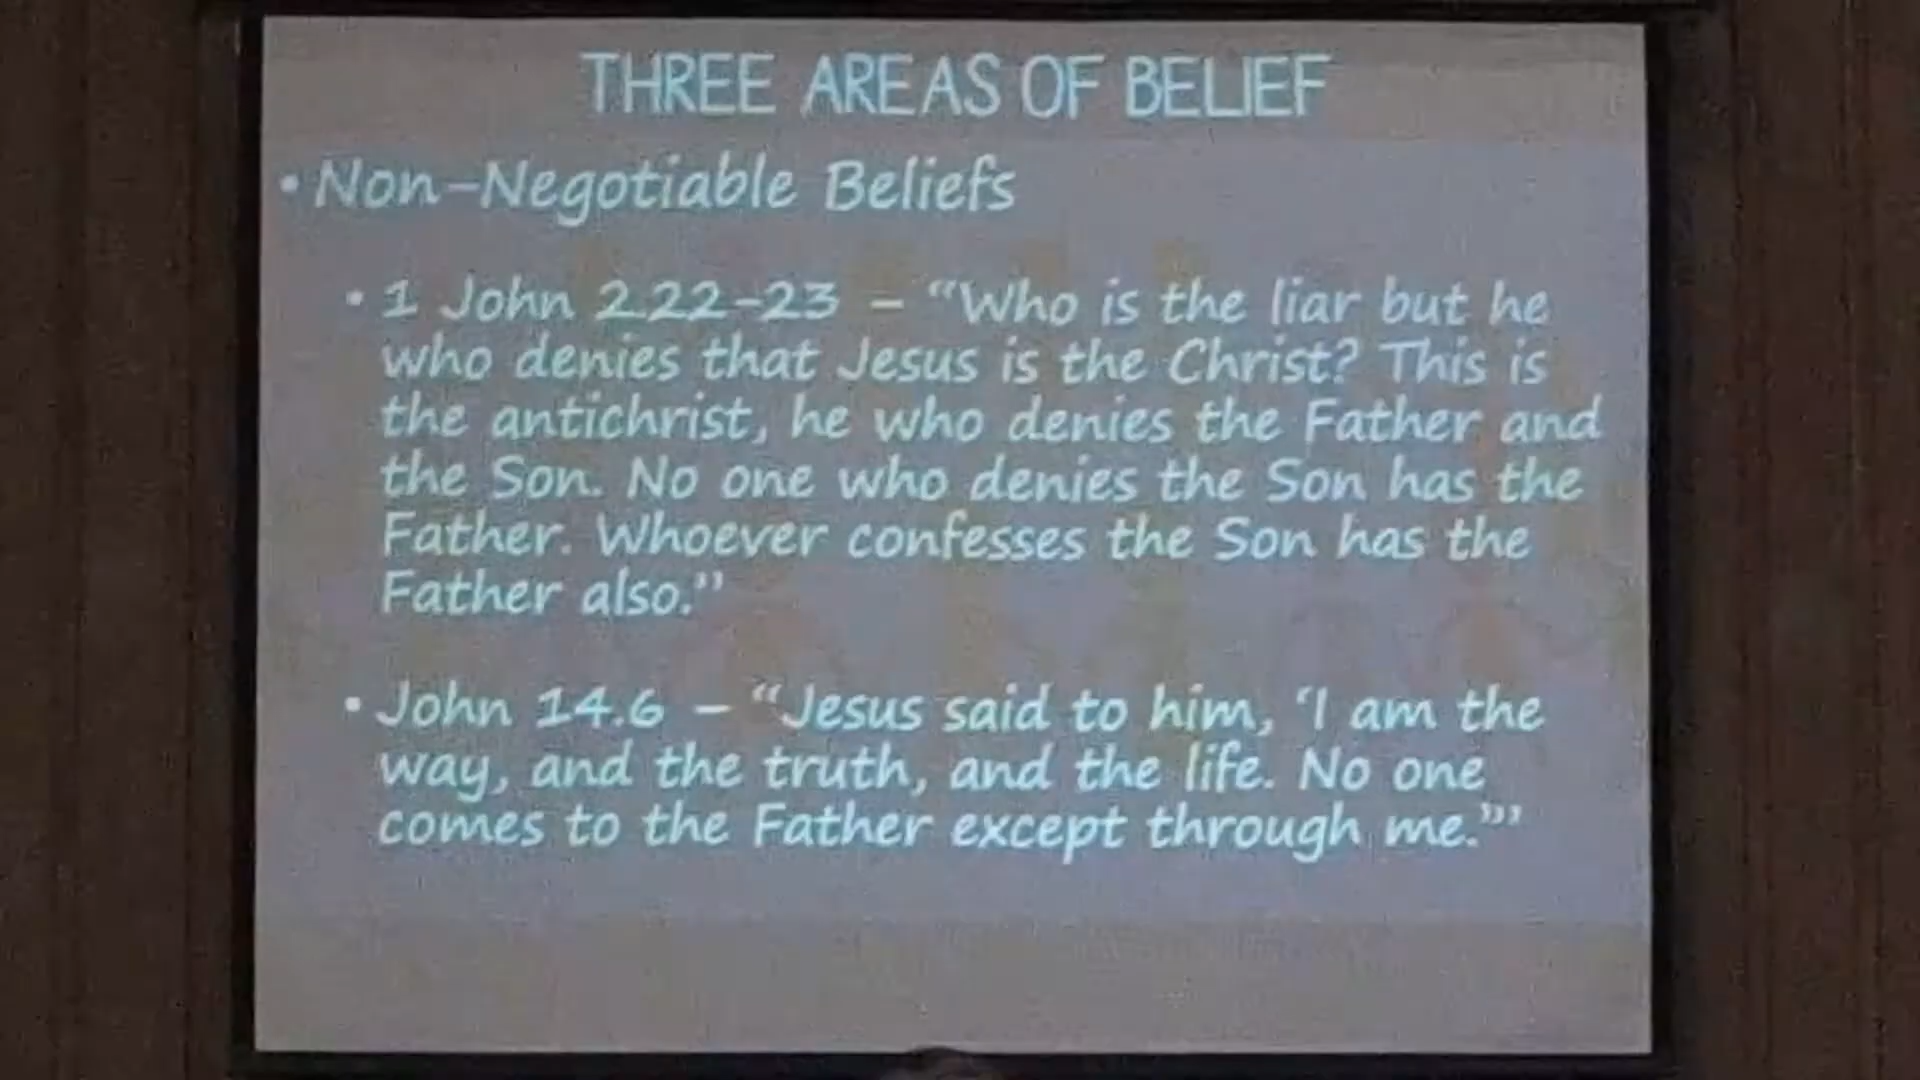 THREE AREAS OF BELIEF
• Non-Negotiable Beliefs
• 1 John 2.22-23 – “Who is the liar but he
who denies that Jesus is the Christ? This is
the antichrist, he who denies the Father and
the Son. No one who denies the Son has the
Father. Whoever confesses the Son has the
Father also.”
• John 14.6 – “Jesus said to him, ‘I am the
way, and the truth, and the life. No one
comes to the Father except through me.’”